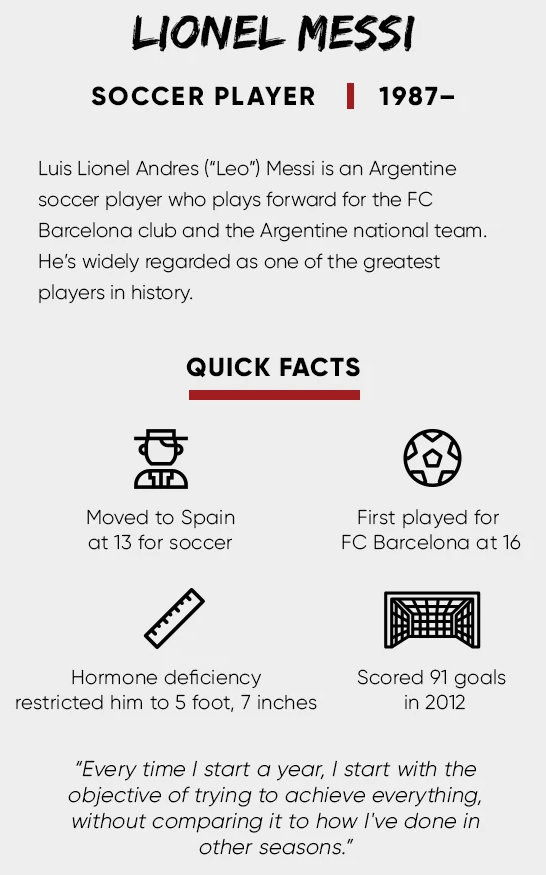 LIONEL MESSI
SOCCER PLAYER | 1987–
Luis Lionel Andres (“Leo”) Messi is an Argentine
soccer player who plays forward for the FC
Barcelona club and the Argentine national team.
He's widely regarded as one of the greatest
players in history.
QUICK FACTS
Moved to Spain
at 13 for soccer
First played for
FC Barcelona at 16
Hormone deficiency
restricted him to 5 foot, 7 inches
Scored 91 goals
in 2012
“Every time I start a year, I start with the
objective of trying to achieve everything,
without comparing it to how I've done in
other seasons.”